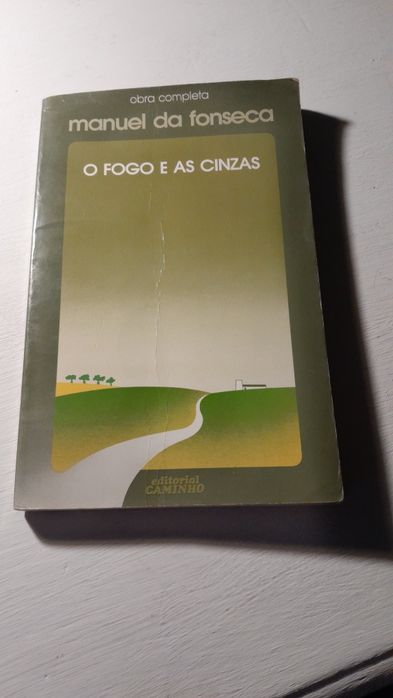 obra completa
manuel da fonseca
O FOGO E AS CINZAS
editorial
CAMINHO